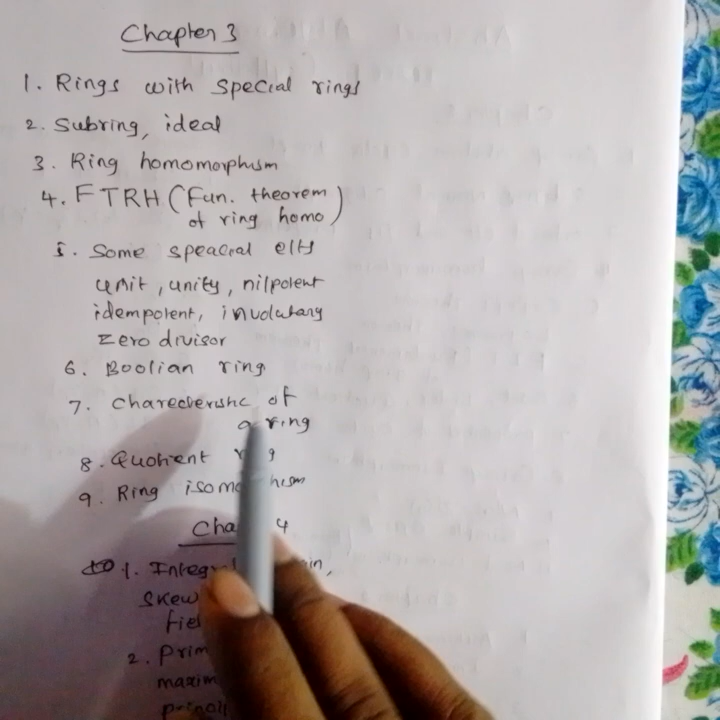 Chapter 3
1. Rings with special rings
2. Subring, ideal
3. Ring homomorphism
4. FTRH (Fun. theorem
of ring homo)
5. Some speacial elts
unit, unity, nilpotent
idempotent, involutary
Zero divisor
6. Boolian ring
7. Charecteristic of
a ring
8. Quotient
9. Ring
4
1.
2.